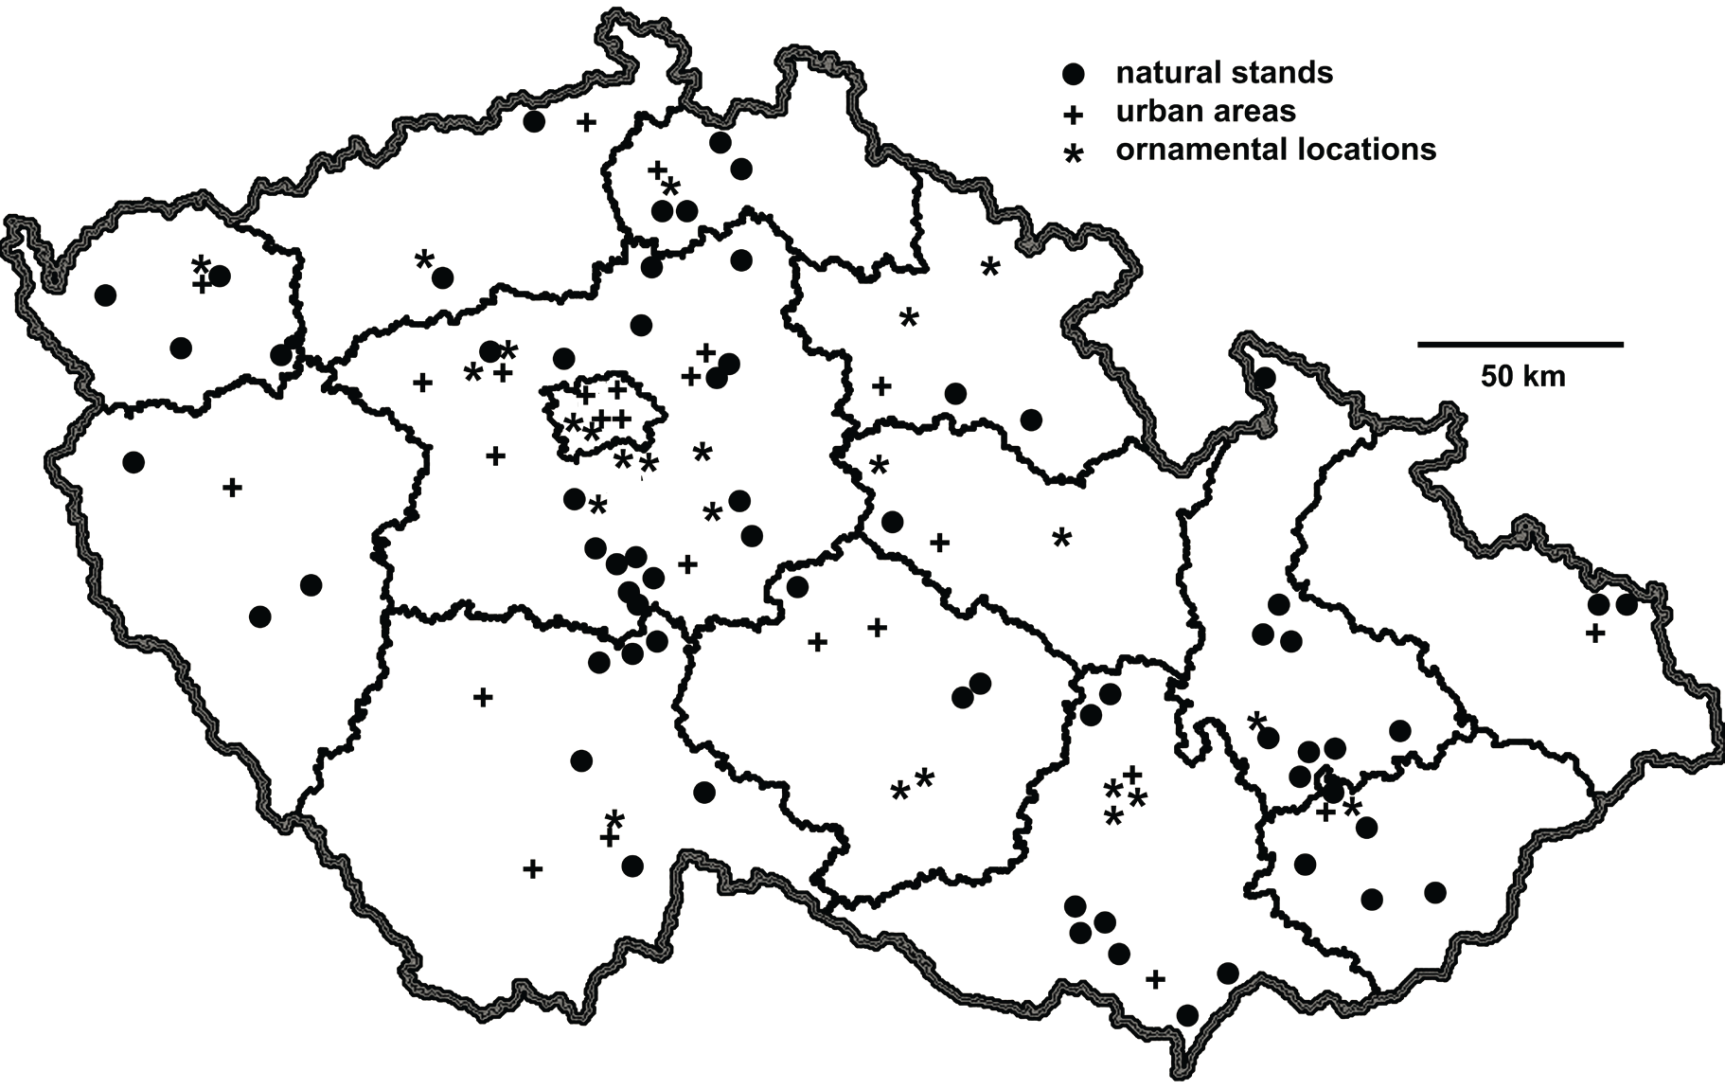 natural stands
urban areas
ornamental locations
50 km